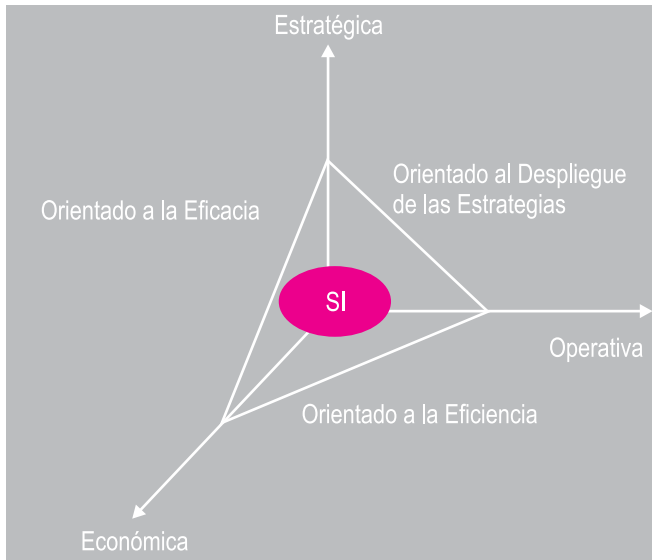 Estratégica
Orientado al Despliegue
de las Estrategias
Orientado a la Eficacia
SI
Operativa
Orientado a la Eficiencia
Económica